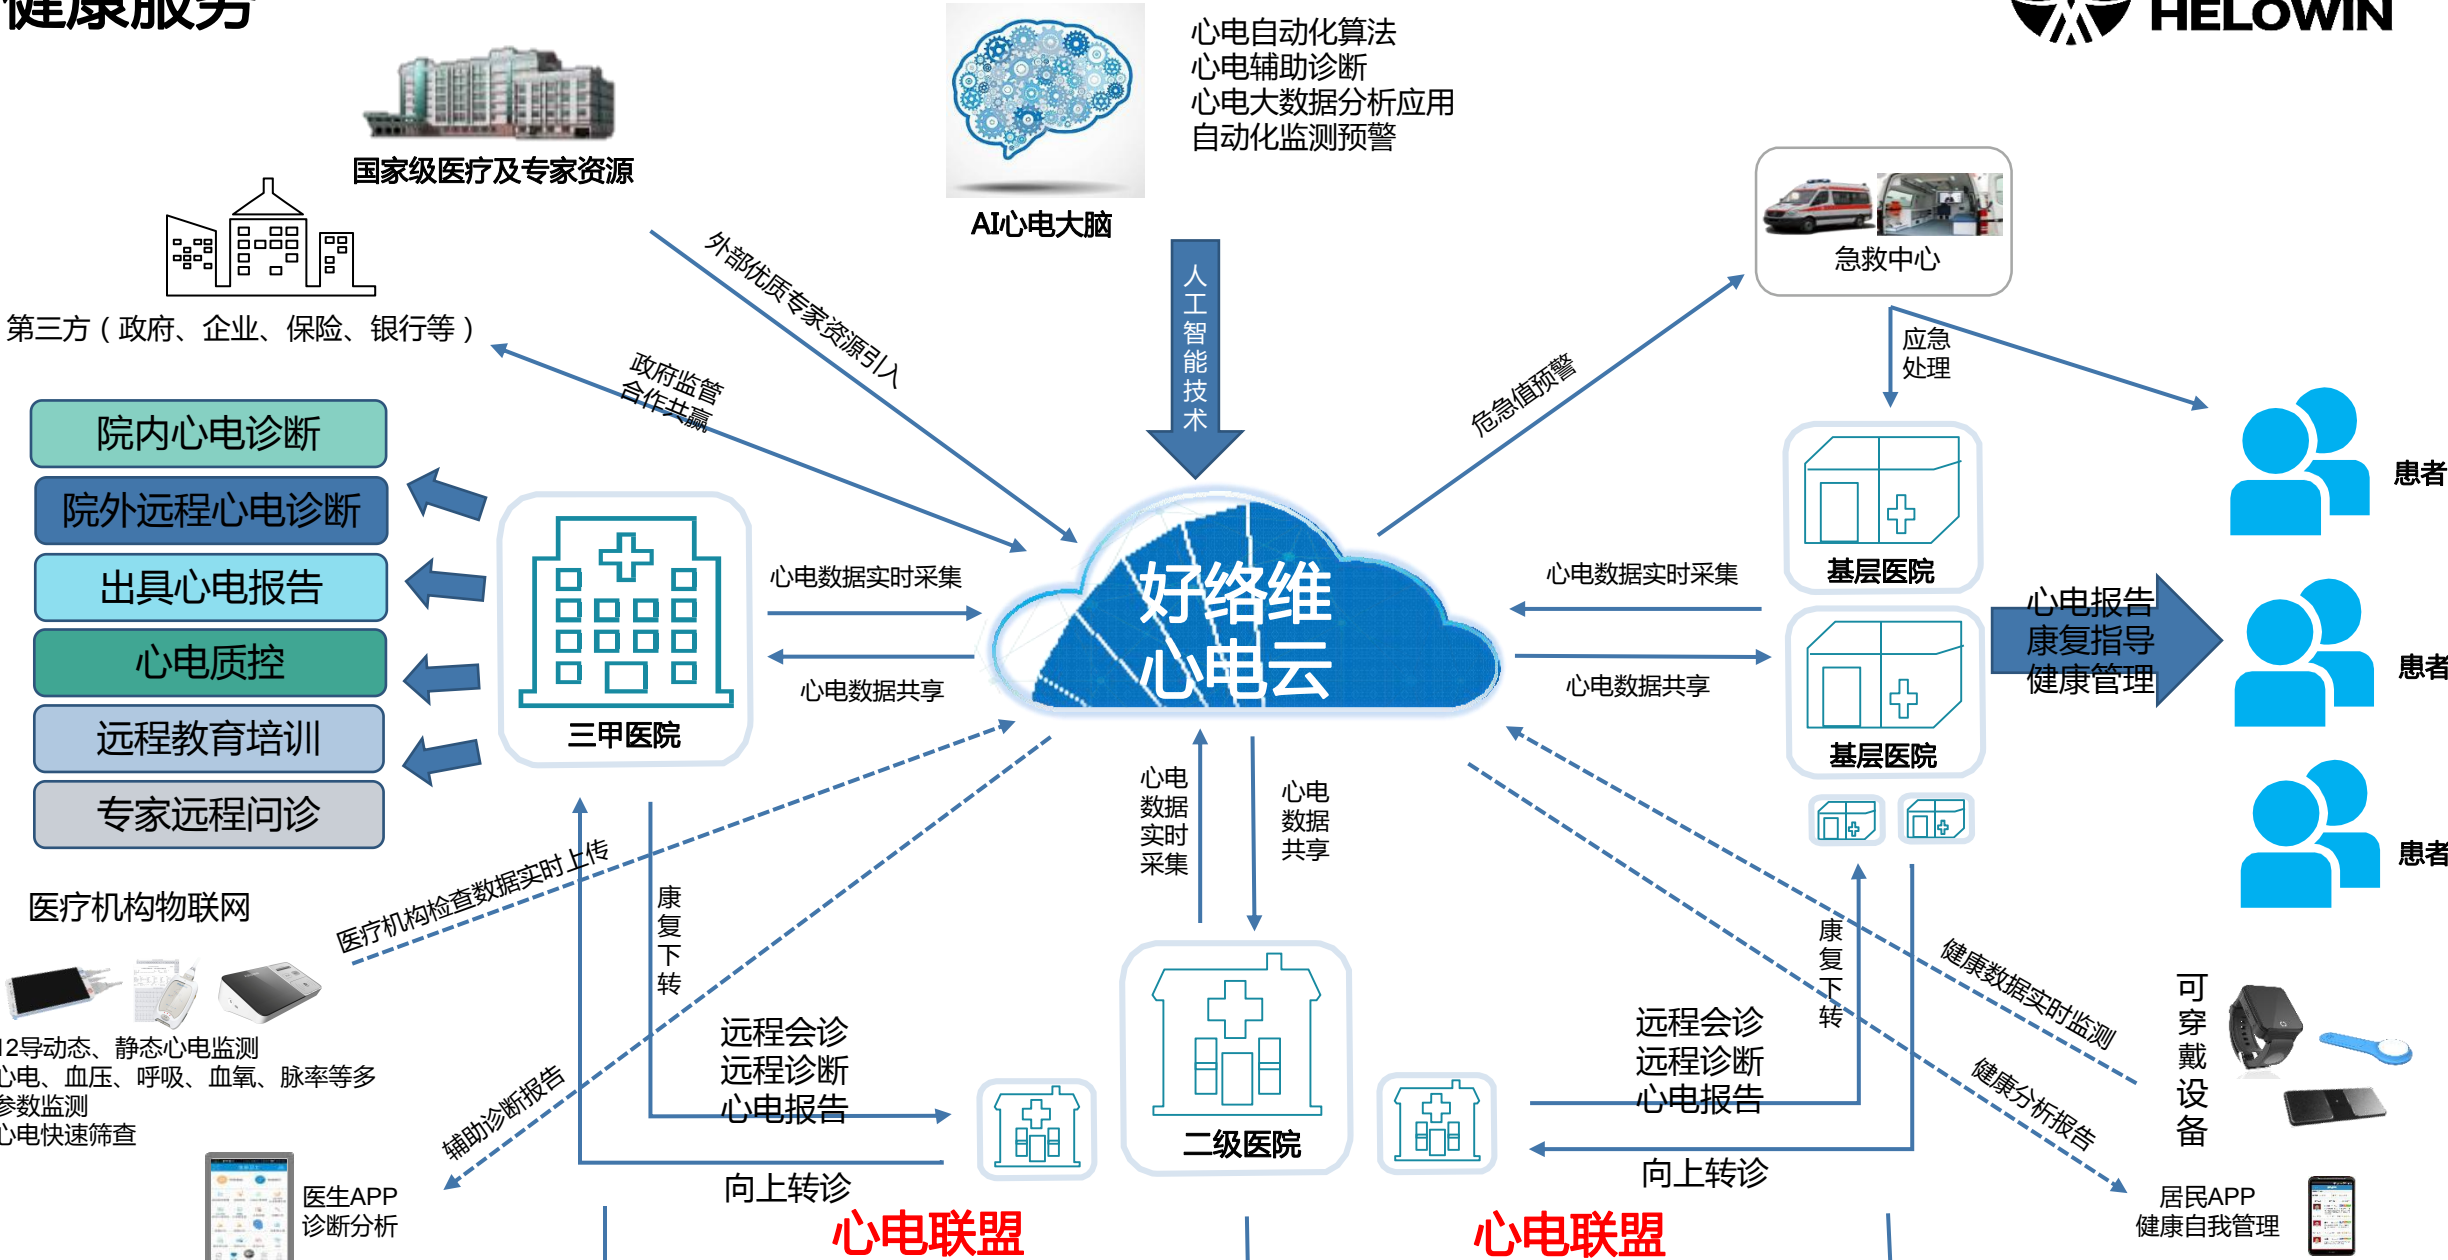 健康服务
HELOWIN
心电自动化算法
心电辅助诊断
心电大数据分析应用
自动化监测预警
国家级医疗及专家资源
AI心电大脑
急救中心
第三方（政府、企业、保险、银行等）
外部优质专家资源引入
政府监管
合作共赢
人工智能技术
危急值预警
应急
处理
院内心电诊断
院外远程心电诊断
出具心电报告
心电质控
远程教育培训
专家远程问诊
三甲医院
心电数据实时采集
心电数据共享
好络维
心电云
心电数据实时采集
心电数据共享
基层医院
基层医院
心电报告
康复指导
健康管理
患者
患者
患者
心电
数据
实时
采集
心电
数据
共享
医疗机构物联网
医疗机构检查数据实时上传
康复下转
康复下转
12导动态、静态心电监测
心电、血压、呼吸、血氧、脉率等多
参数监测
心电快速筛查
辅助诊断报告
远程会诊
远程诊断
心电报告
向上转诊
二级医院
远程会诊
远程诊断
心电报告
向上转诊
健康数据实时监测
健康分析报告
可穿戴设备
医生APP
诊断分析
居民APP
健康自我管理
心电联盟
心电联盟